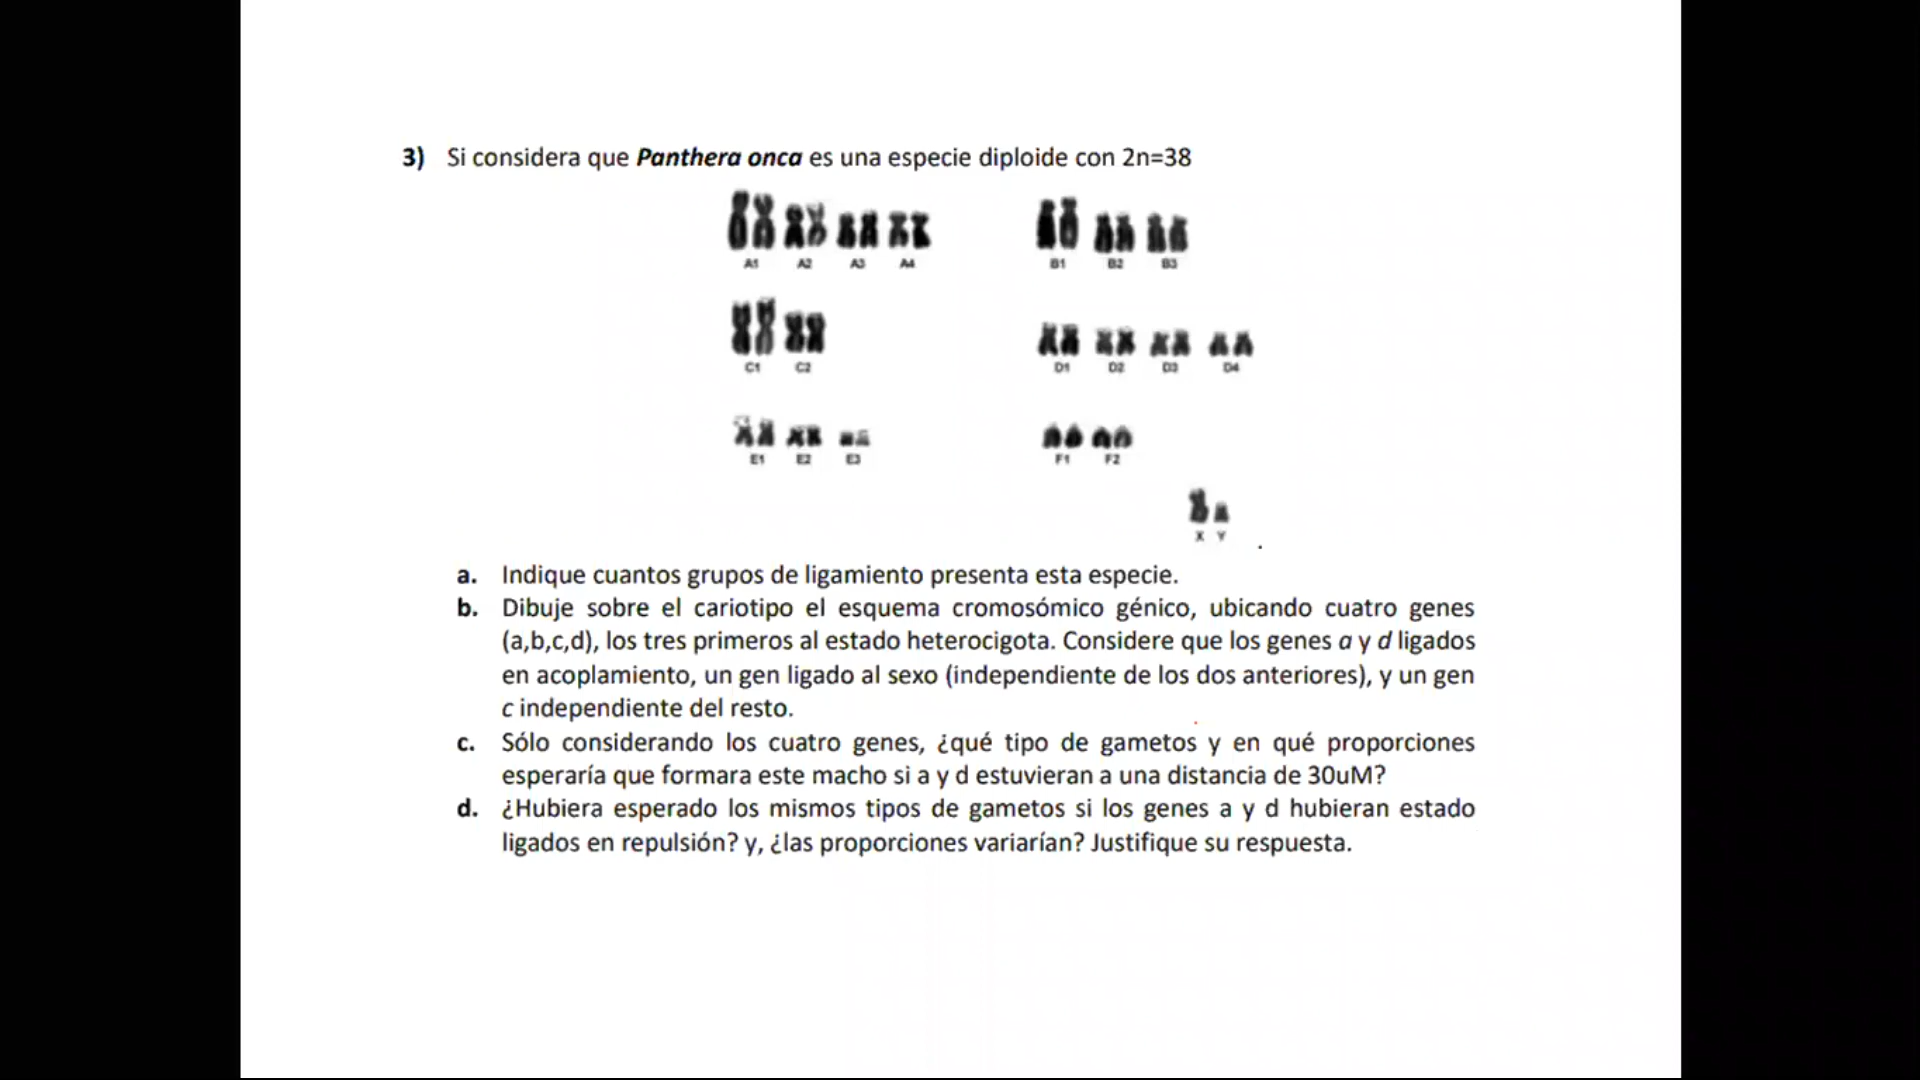 3) Si considera que Panthera onca es una especie diploide con 2n=38
A1 A2 A3 A4 B1 B2 B3
C1 C2 D1 D2 D3 D4
E1 E2 E3 F1 F2
X Y
a. Indique cuantos grupos de ligamiento presenta esta especie.
b. Dibuje sobre el cariotipo el esquema cromosómico génico, ubicando cuatro genes
(a,b,c,d), los tres primeros al estado heterocigota. Considere que los genes a y d ligados
en acoplamiento, un gen ligado al sexo (independiente de los dos anteriores), y un gen
c independiente del resto.
c. Sólo considerando los cuatro genes, ¿qué tipo de gametos y en qué proporciones
esperaría que formara este macho si a y d estuvieran a una distancia de 30uM?
d. ¿Hubiera esperado los mismos tipos de gametos si los genes a y d hubieran estado
ligados en repulsión? y, ¿las proporciones variarían? Justifique su respuesta.